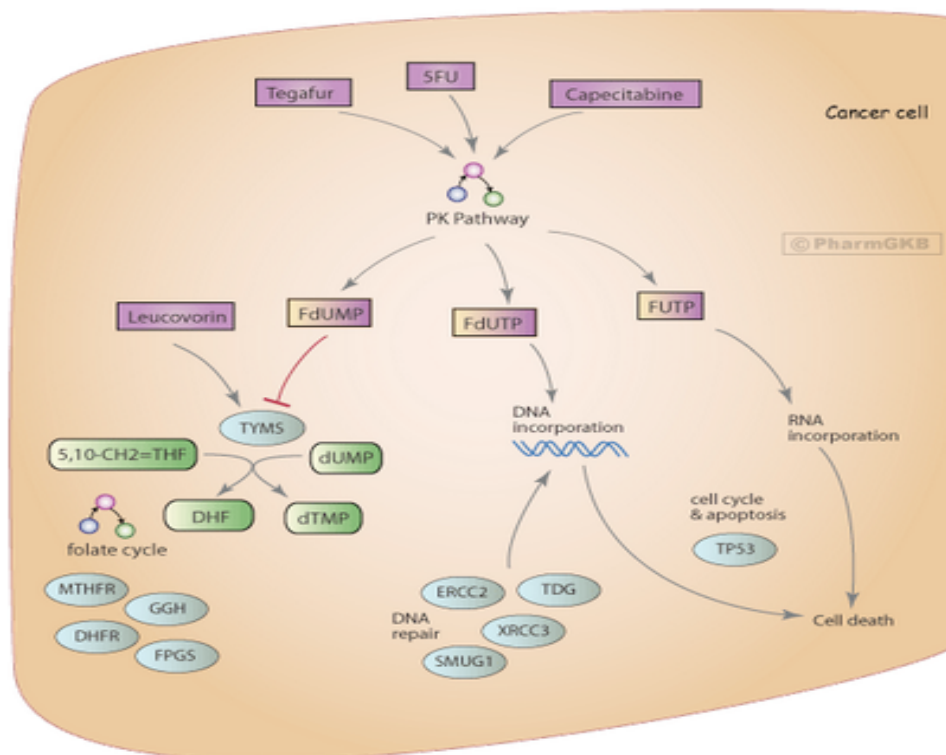 5FU
Tegafur
Capecitabine
Cancer cell
PK Pathway
© PharmGKB
Leucovorin
FdUMP
FdUTP
FUTP
TYMS
DNA
incorporation
RNA
incorporation
5,10-CH2=THF
dUMP
DHF
dTMP
folate cycle
cell cycle
& apoptosis
TP53
MTHFR
GGH
DHFR
FPGS
ERCC2
TDG
DNA
repair
XRCC3
SMUG1
Cell death